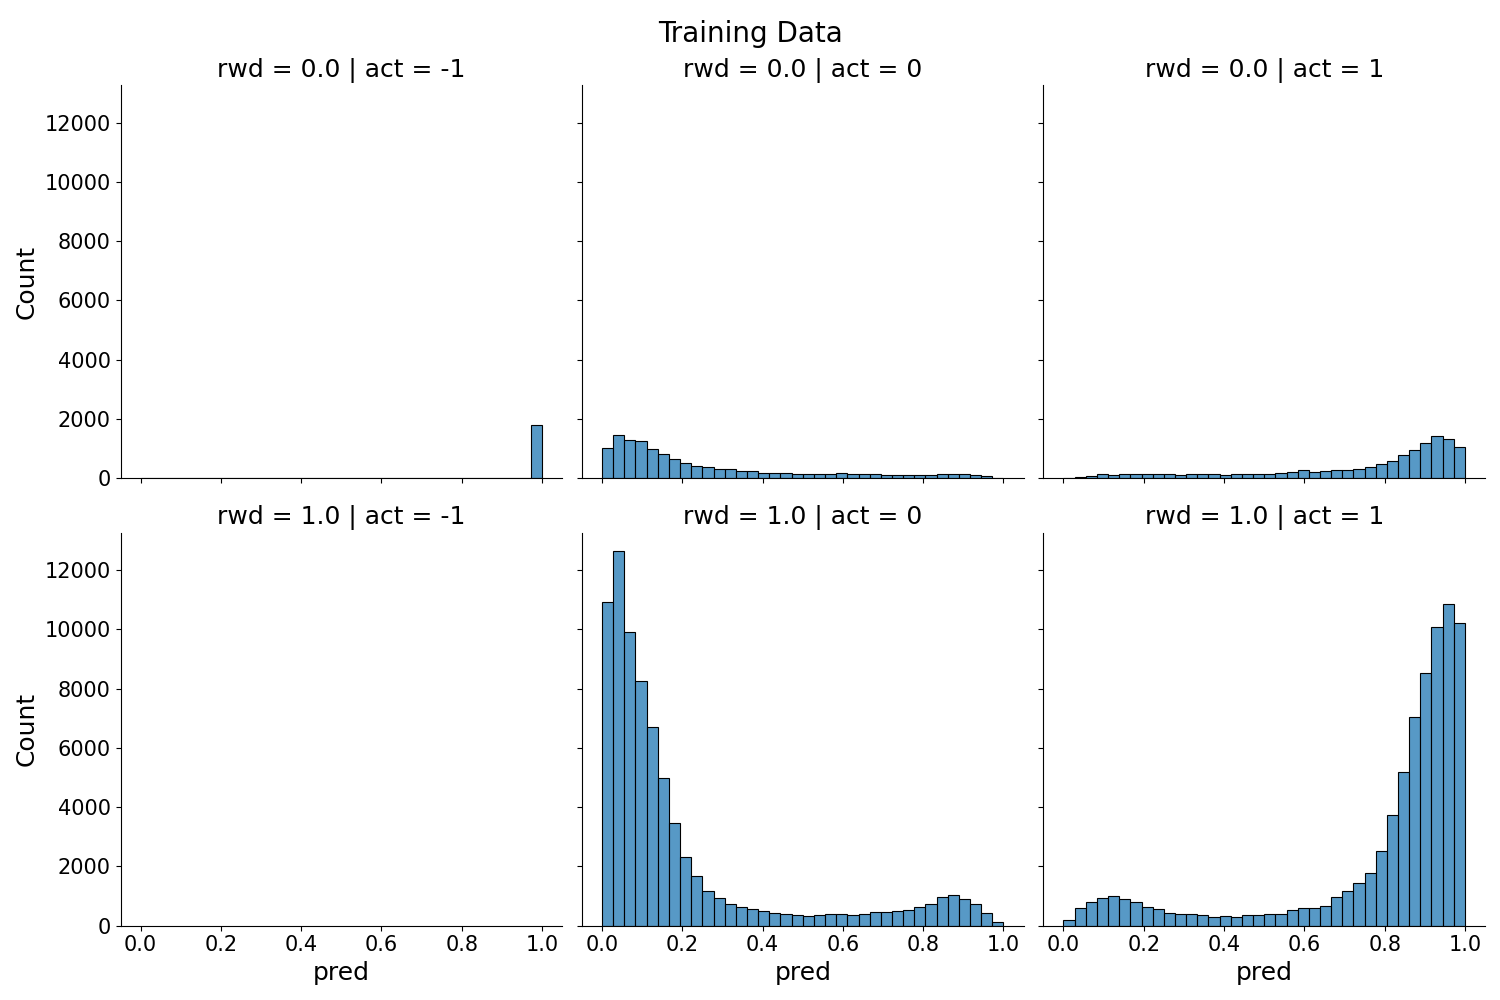 Training Data
rwd = 0.0 | act = -1
rwd = 0.0 | act = 0
rwd = 0.0 | act = 1
12000
10000
8000
6000
4000
2000
0
Count
rwd = 1.0 | act = -1
rwd = 1.0 | act = 0
rwd = 1.0 | act = 1
12000
10000
8000
6000
4000
2000
0
Count
0.0 0.2 0.4 0.6 0.8 1.0
0.0 0.2 0.4 0.6 0.8 1.0
0.0 0.2 0.4 0.6 0.8 1.0
pred
pred
pred